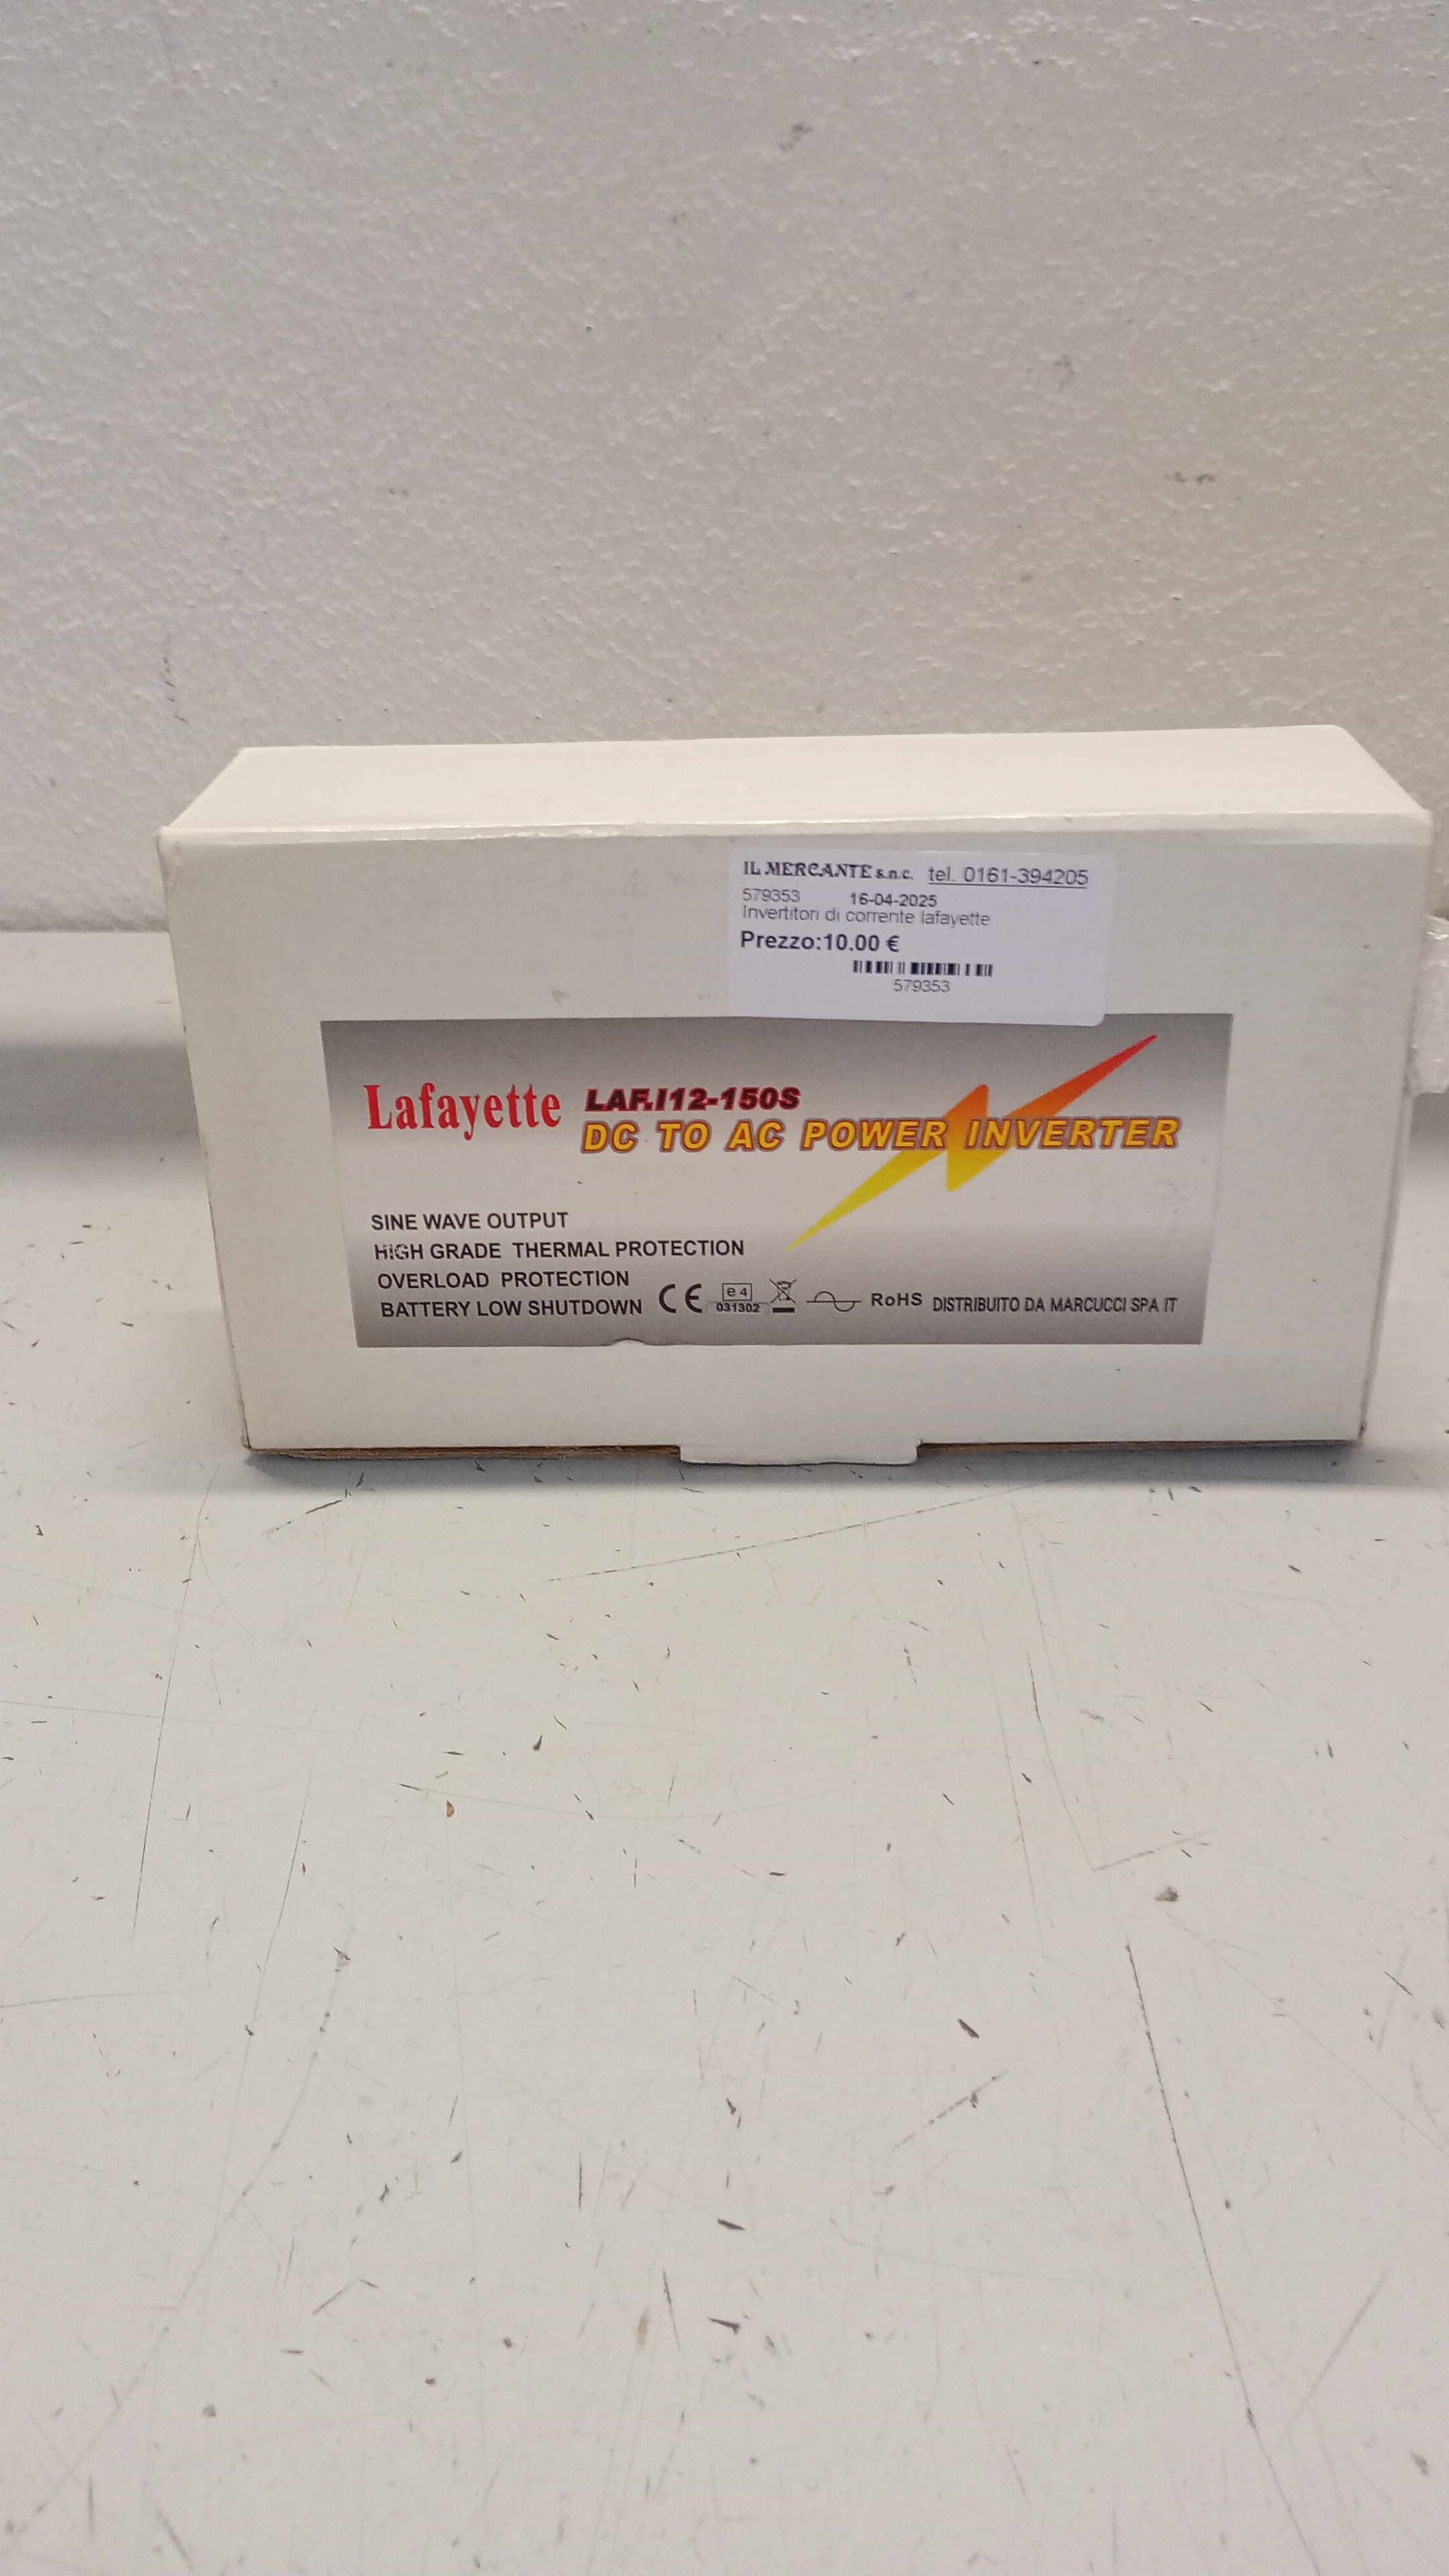 IL MERCANTE s.n.c. tel. 0161-394205
579353 16-04-2025
Invertitori di corrente lafayette
Prezzo:10.00 €
579353
Lafayette LAF.I12-150S
DC TO AC POWER INVERTER
SINE WAVE OUTPUT
HIGH GRADE THERMAL PROTECTION
OVERLOAD PROTECTION
BATTERY LOW SHUTDOWN CE e4 031302 RoHS DISTRIBUITO DA MARCUCCI SPA IT